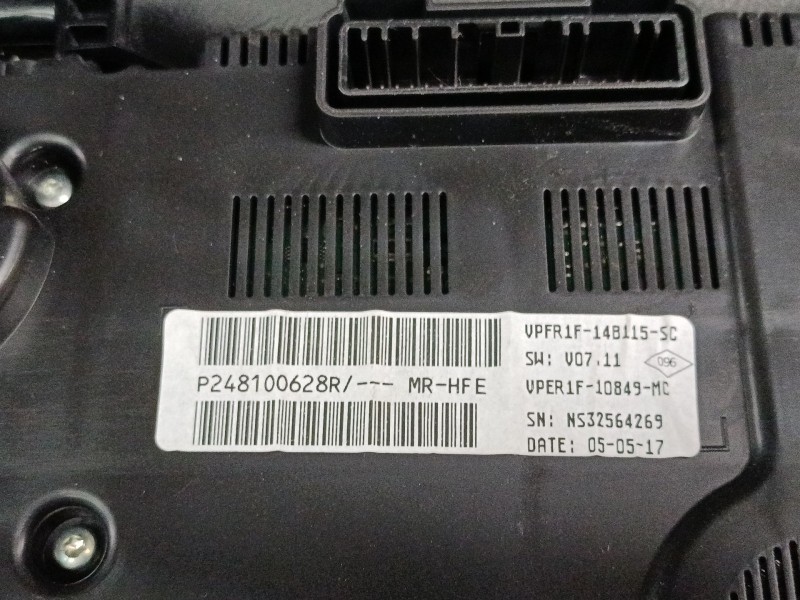 P248100628R/--- MR-HFE
VPFR1F-14B115-SC
SW: V07.11
096
VPER1F-10849-MC
SN: NS32564269
DATE: 05-05-17